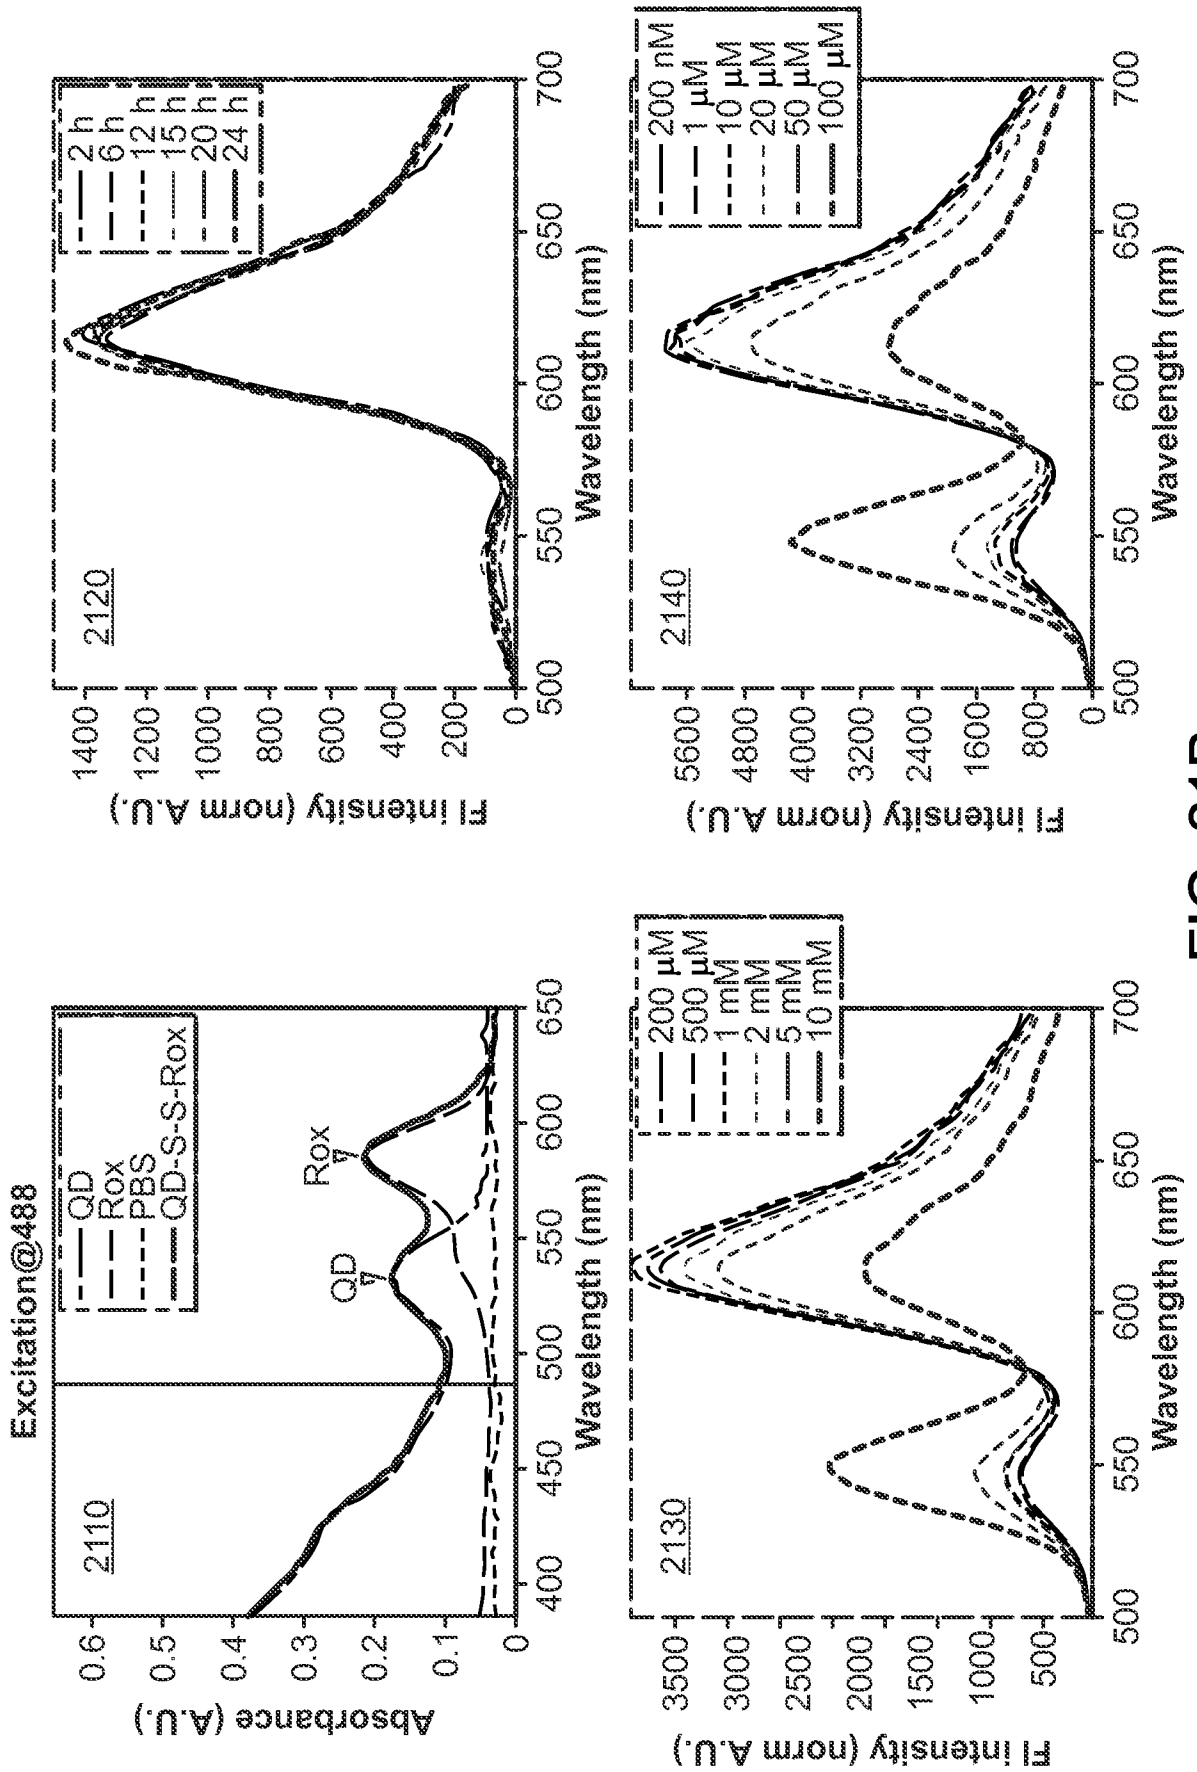 Excitation@488
2110
QD
Rox
PBS
QD-S-S-Rox
QD
Rox
Absorbance (A.U.)
0.6
0.5
0.4
0.3
0.2
0.1
0
400
450
500
550
600
650
Wavelength (nm)
2120
2 h
6 h
12 h
15 h
20 h
24 h
Fl intensity (norm A.U.)
1400
1200
1000
800
600
400
200
0
500
550
600
650
700
Wavelength (nm)
2130
200 µM
500 µM
1 mM
2 mM
5 mM
10 mM
Fl intensity (norm A.U.)
3500
3000
2500
2000
1500
1000
500
500
550
600
650
700
Wavelength (nm)
2140
200 nM
1 µM
10 µM
20 µM
50 µM
100 µM
Fl intensity (norm A.U.)
5600
4800
4000
3200
2400
1600
800
0
500
550
600
650
700
Wavelength (nm)
FIG.